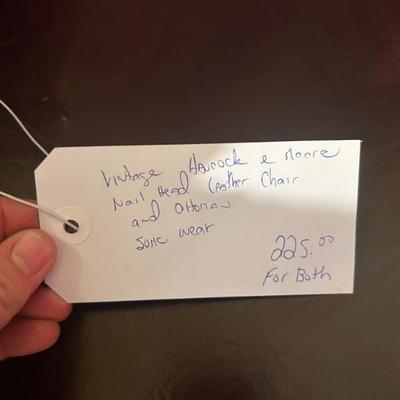 Vintage Hancock & Moore
Nail Head Leather Chair
and Ottoman
some wear
225.00
For Both